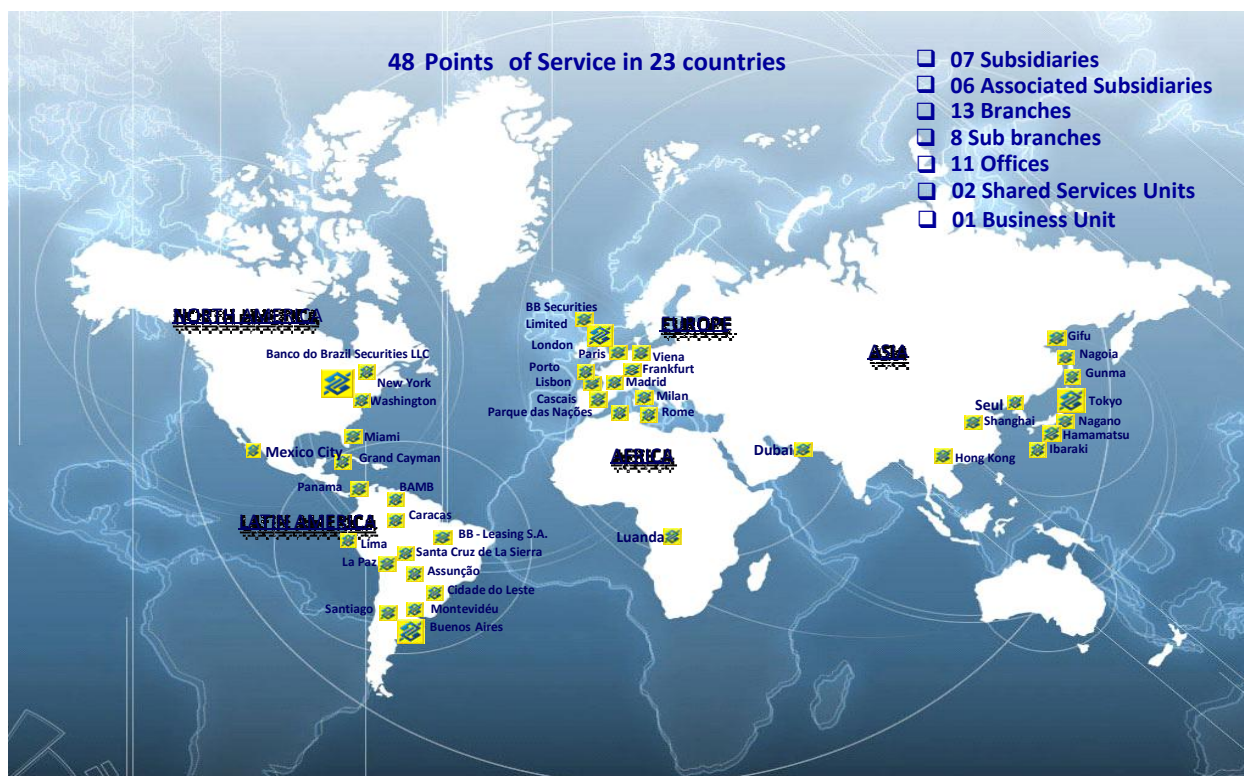 48 Points of Service in 23 countries
07 Subsidiaries
06 Associated Subsidiaries
13 Branches
8 Sub branches
11 Offices
02 Shared Services Units
01 Business Unit
NORTH AMERICA
Banco do Brazil Securities LLC
New York
Washington
Miami
Mexico City
Grand Cayman
Panama
BAMB
LATIN AMERICA
Caracas
Lima
BB - Leasing S.A.
Santa Cruz de La Sierra
La Paz
Assunção
Cidade do Leste
Santiago
Montevidéu
Buenos Aires
EUROPE
BB Securities
Limited
London
Paris
Viena
Porto
Frankfurt
Lisbon
Madrid
Cascais
Milan
Parque das Nações
Rome
AFRICA
Luanda
ASIA
Dubai
Gifu
Nagoia
Gunma
Seul
Tokyo
Shanghai
Nagano
Hamamatsu
Ibaraki
Hong Kong